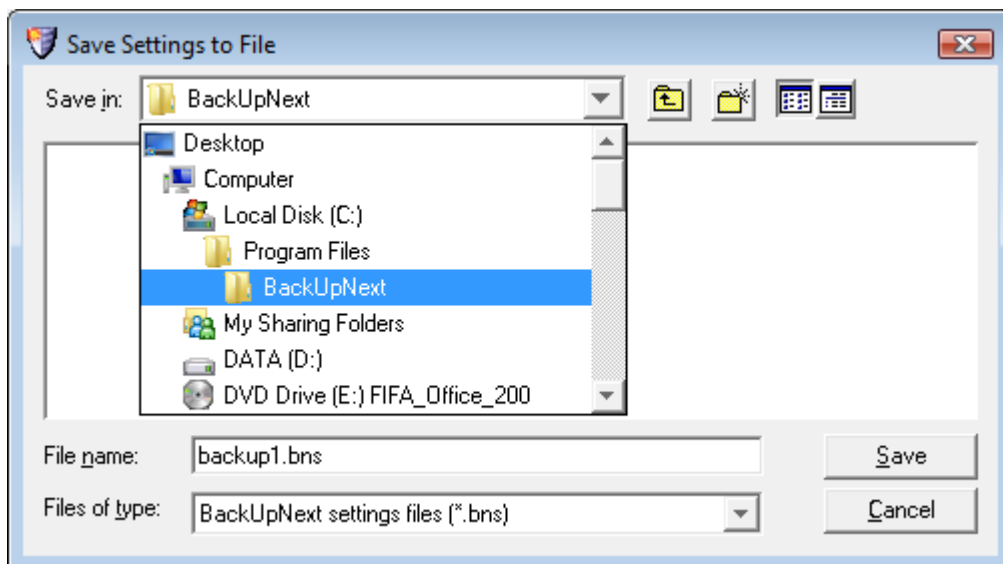 Save Settings to File
Save in: BackUpNext
Desktop
Computer
Local Disk (C:)
Program Files
BackUpNext
My Sharing Folders
DATA (D:)
DVD Drive (E:) FIFA_Office_200
File name: backup1.bns Save
Files of type: BackUpNext settings files (*.bns) Cancel